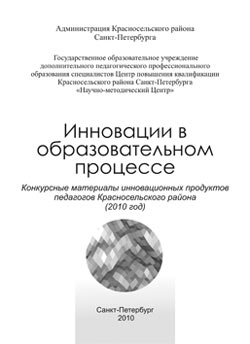 Администрация Красносельского района
Санкт-Петербурга
Государственное образовательное учреждение
дополнительного педагогического профессионального
образования специалистов Центр повышения квалификации
Красносельского района Санкт-Петербурга
«Научно-методический Центр»
Инновации в
образовательном
процессе
Конкурсные материалы инновационных продуктов
педагогов Красносельского района
(2010 год)
Санкт-Петербург
2010